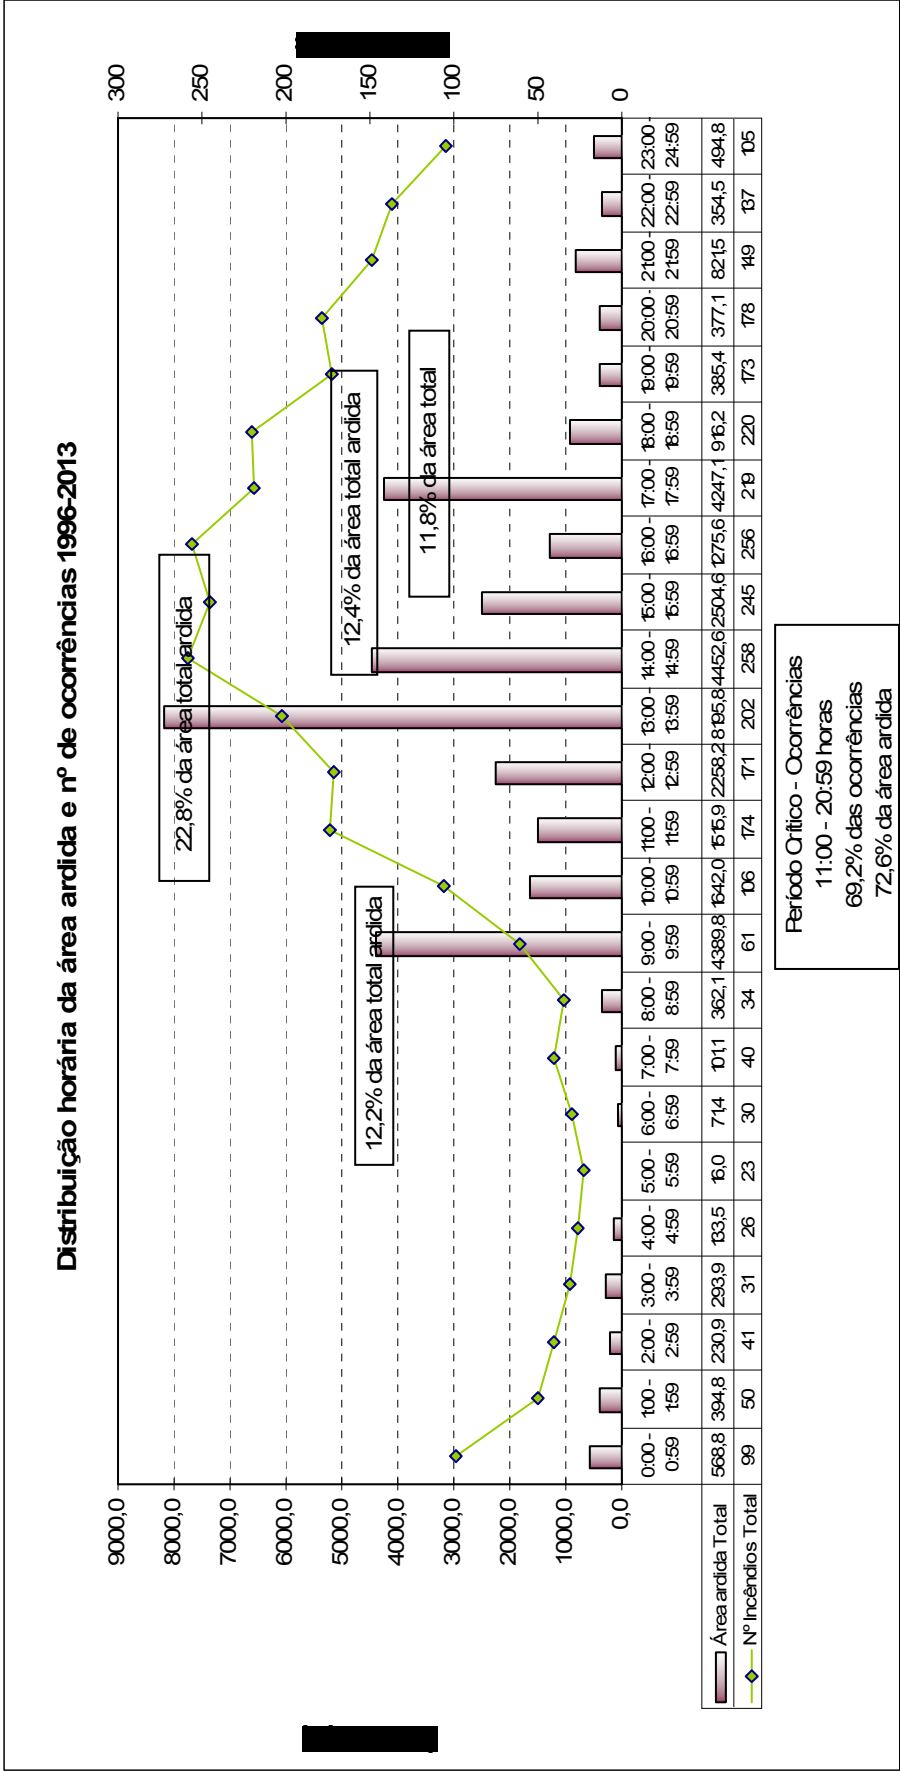 Distribuição horária da área ardida e nº de ocorrências 1996-2013
9000,0
8000,0
7000,0
6000,0
5000,0
4000,0
3000,0
2000,0
1000,0
0,0
300
250
200
150
100
50
0
12,2% da área total ardida
22,8% da área total ardida
12,4% da área total ardida
11,8% da área total
0:00 - 0:59 1:00 - 1:59 2:00 - 2:59 3:00 - 3:59 4:00 - 4:59 5:00 - 5:59 6:00 - 6:59 7:00 - 7:59 8:00 - 8:59 9:00 - 9:59 10:00 - 10:59 11:00 - 11:59 12:00 - 12:59 13:00 - 13:59 14:00 - 14:59 15:00 - 15:59 16:00 - 16:59 17:00 - 17:59 18:00 - 18:59 19:00 - 19:59 20:00 - 20:59 21:00 - 21:59 22:00 - 22:59 23:00 - 24:59
Área ardida Total 568,8 394,8 230,9 293,9 133,5 16,0 71,4 101,1 362,1 4389,8 1642,0 1515,9 2258,2 8195,8 4452,6 2504,6 1275,6 4247,1 916,2 385,4 377,1 821,5 354,5 494,8
Nº Incêndios Total 99 50 41 31 26 23 30 40 34 61 106 174 171 202 258 245 256 219 220 173 178 149 137 105
Período Crítico - Ocorrências
11:00 - 20:59 horas
69,2% das ocorrências
72,6% da área ardida